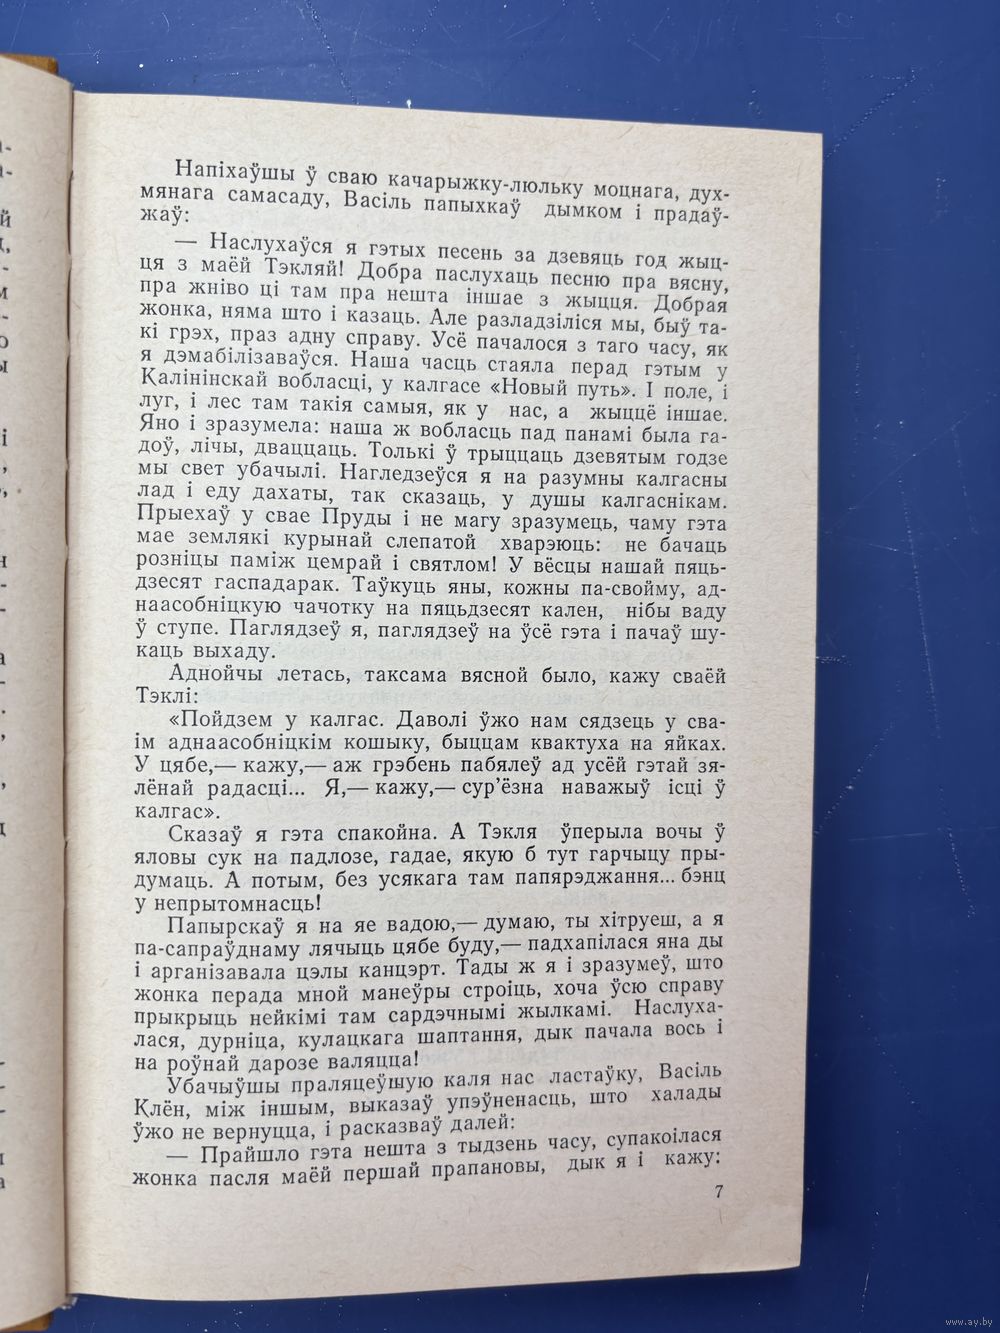 Напіхаўшы ў сваю качарыжку-люльку моцнага, дух-
мянага самасаду, Васіль папыхкаў дымком і прадаў-
жаў:
— Наслухаўся я гэтых песень за дзевяць год жыц-
ця з маёй Тэкляй! Добра паслухаць песню пра вясну,
пра жніво ці там пра нешта іншае з жыцця. Добрая
жонка, няма што і казаць. Але разладзіліся мы, быў та-
кі грэх, праз адну справу. Усё пачалося з таго часу, як
я дэмабілізаваўся. Наша часць стаяла перад гэтым у
Калінінскай вобласці, у калгасе «Новый путь». І поле, і
луг, і лес там такія самыя, як у нас, а жыццё іншае.
Яно і зразумела: наша ж вобласць пад панамі была га-
доў, лічы, дваццаць. Толькі ў трыццаць дзевятым годзе
мы свет убачылі. Нагледзеўся я на разумны калгасны
лад і еду дахаты, так сказаць, у душы калгаснікам.
Прыехаў у свае Пруды і не магу зразумець, чаму гэта
мае землякі курынай слепатой хварэюць: не бачаць
розніцы паміж цемрай і святлом! У вёсцы нашай пяць-
дзесят гаспадарак. Таўкуць яны, кожны па-свойму, ад-
наасобніцкую чачотку на пяцьдзесят кален, нібы ваду
ў ступе. Паглядзеў я, паглядзеў на ўсё гэта і пачаў шу-
каць выхаду.
Аднойчы летась, таксама вясной было, кажу сваёй
Тэклі:
«Пойдзем у калгас. Даволі ўжо нам сядзець у сва-
ім аднаасобніцкім кошыку, быццам квактуха на яйках.
У цябе,— кажу,— аж грэбень пабялеў ад усёй гэтай зя-
лёнай радасці... Я,— кажу,— сур’ёзна наважыў ісці ў
калгас».
Сказаў я гэта спакойна. А Тэкля ўперыла вочы ў
яловы сук на падлозе, гадае, якую б тут гарчыцу пры-
думаць. А потым, без усякага там папярэджання... бэнц
у непрытомнасць!
Папырскаў я на яе вадою,— думаю, ты хітруеш, а я
па-сапраўднаму лячыць цябе буду,— падхапілася яна ды
і арганізавала цэлы канцэрт. Тады ж я і зразумеў, што
жонка перада мной манеўры строіць, хоча ўсю справу
прыкрыць нейкімі там сардэчнымі жылкамі. Наслуха-
лася, дурніца, кулацкага шаптання, дык пачала вось і
на роўнай дарозе валяцца!
Убачыўшы праляцеўшую каля нас ластаўку, Васіль
Клён, між іншым, выказаў упэўненасць, што халады
ўжо не вернуцца, і расказваў далей:
— Прайшло гэта нешта з тыдзень часу, супакоілася
жонка пасля маёй першай прапановы, дык я і кажу:
7
www.ay.by